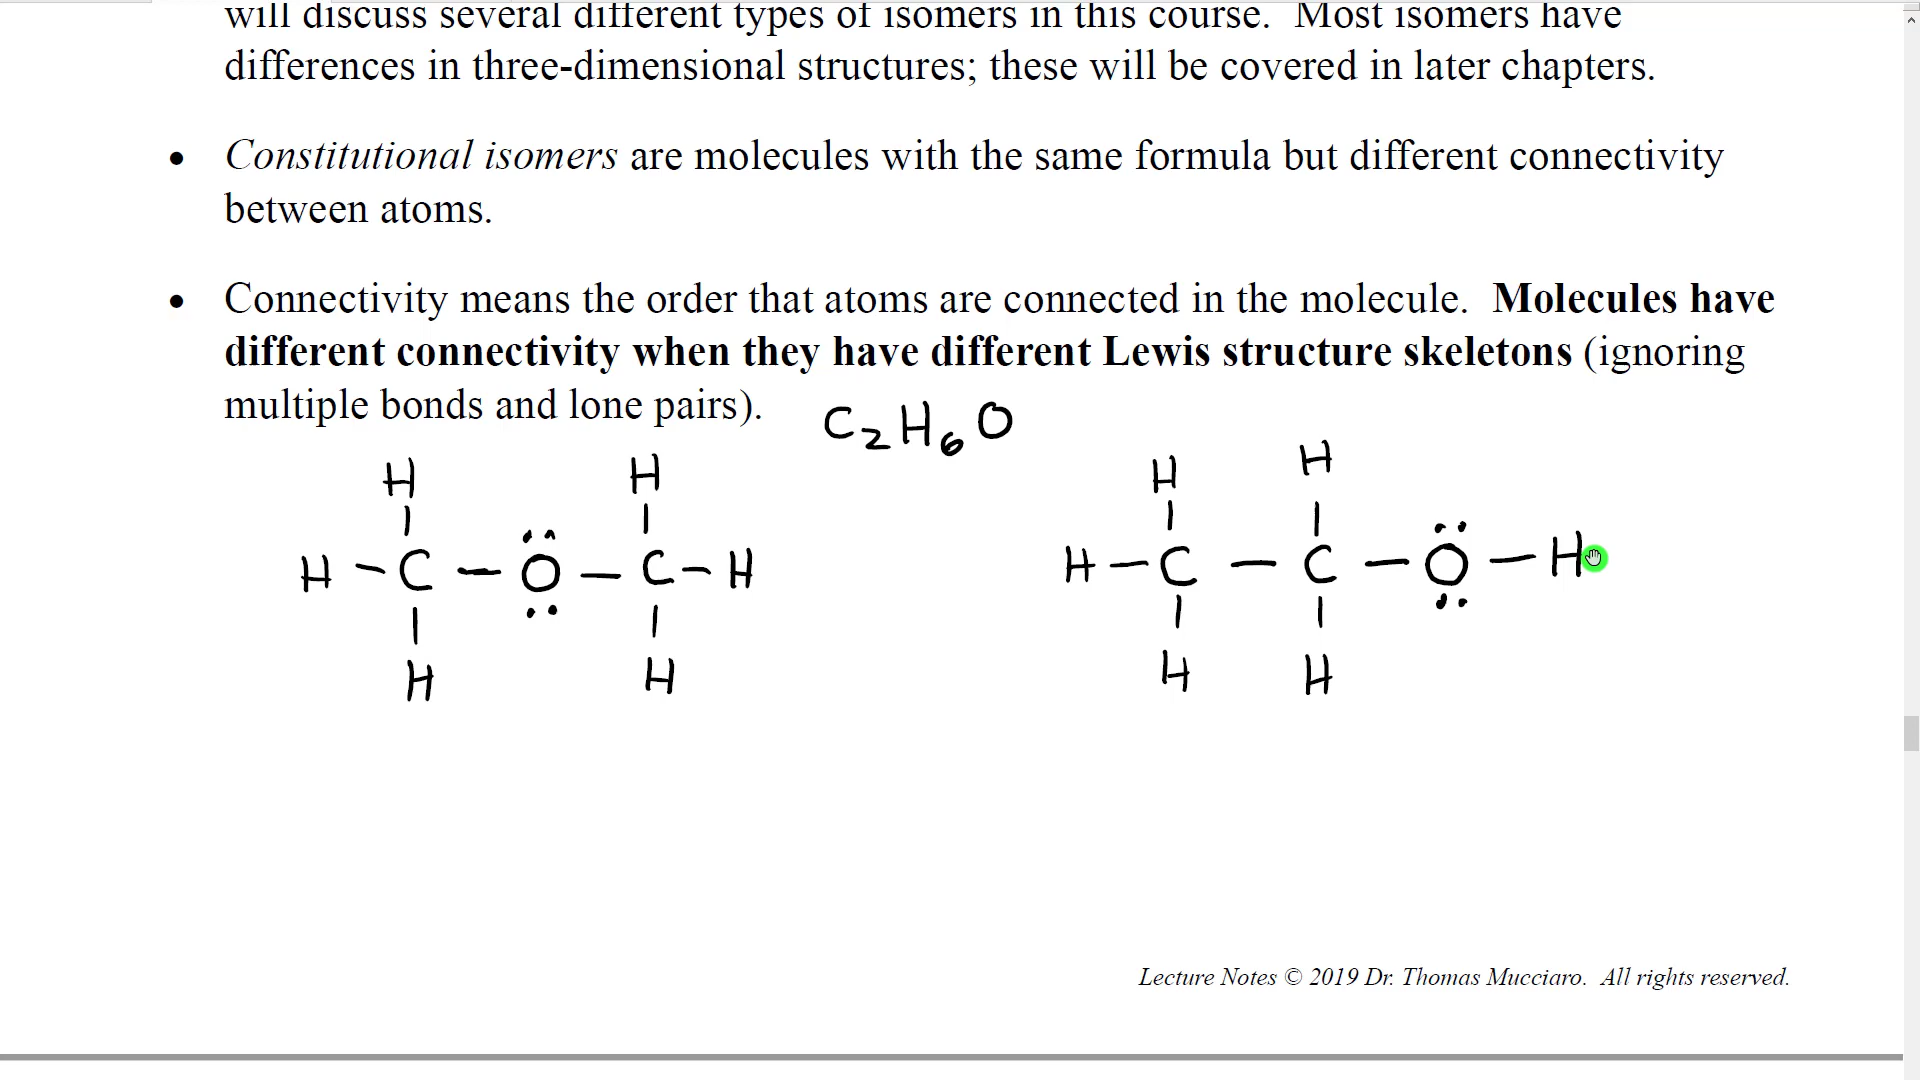 will discuss several different types of isomers in this course. Most isomers have
differences in three-dimensional structures; these will be covered in later chapters.
• Constitutional isomers are molecules with the same formula but different connectivity
between atoms.
• Connectivity means the order that atoms are connected in the molecule. Molecules have
different connectivity when they have different Lewis structure skeletons (ignoring
multiple bonds and lone pairs).
C₂H₆O
H H H H
H – C – O – C – H H – C – C – O – H
H H H H
Lecture Notes © 2019 Dr. Thomas Mucciaro. All rights reserved.